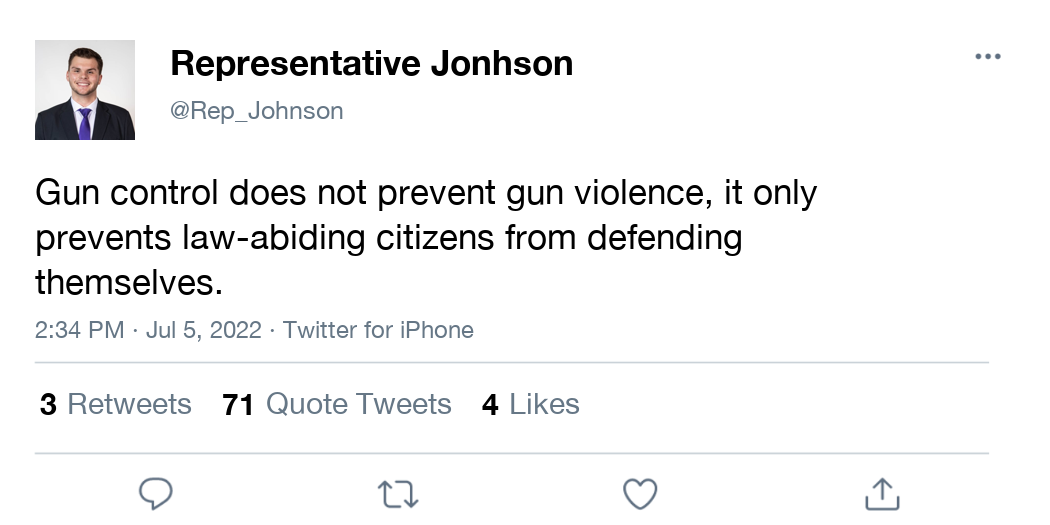 Representative Jonhson
@Rep_Johnson
Gun control does not prevent gun violence, it only
prevents law-abiding citizens from defending
themselves.
2:34 PM · Jul 5, 2022 · Twitter for iPhone
3 Retweets 71 Quote Tweets 4 Likes